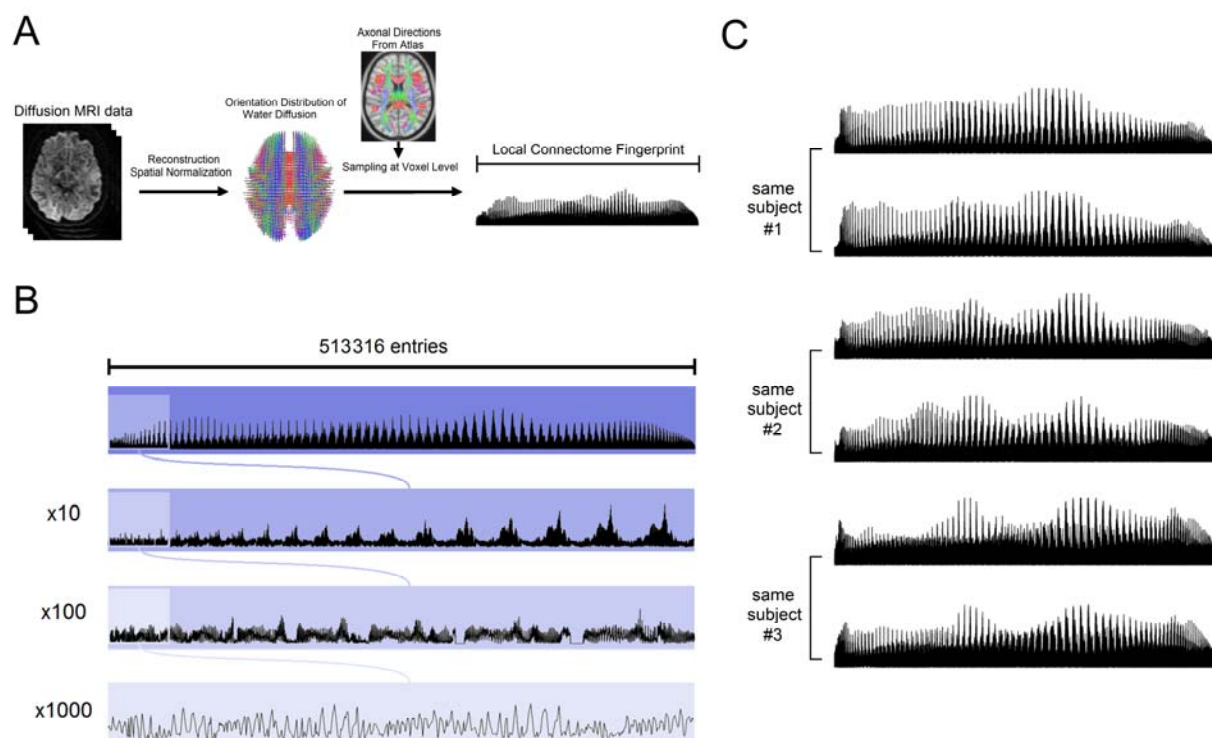 A
Diffusion MRI data
Reconstruction
Spatial Normalization
Orientation Distribution of
Water Diffusion
Axonal Directions
From Atlas
Sampling at Voxel Level
Local Connectome Fingerprint
B
513316 entries
x10
x100
x1000
C
same
subject
#1
same
subject
#2
same
subject
#3